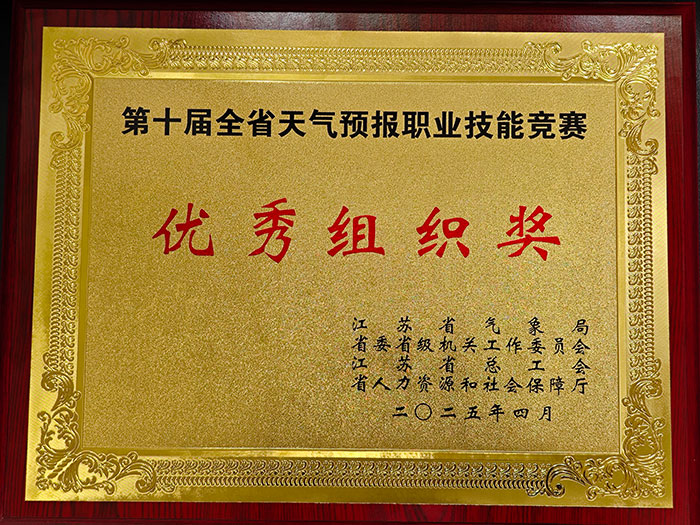 第十届全省天气预报职业技能竞赛
优秀组织奖
江苏省气象局
省委省级机关工作委员会
江苏省总工会
省人力资源和社会保障厅
二〇二五年四月